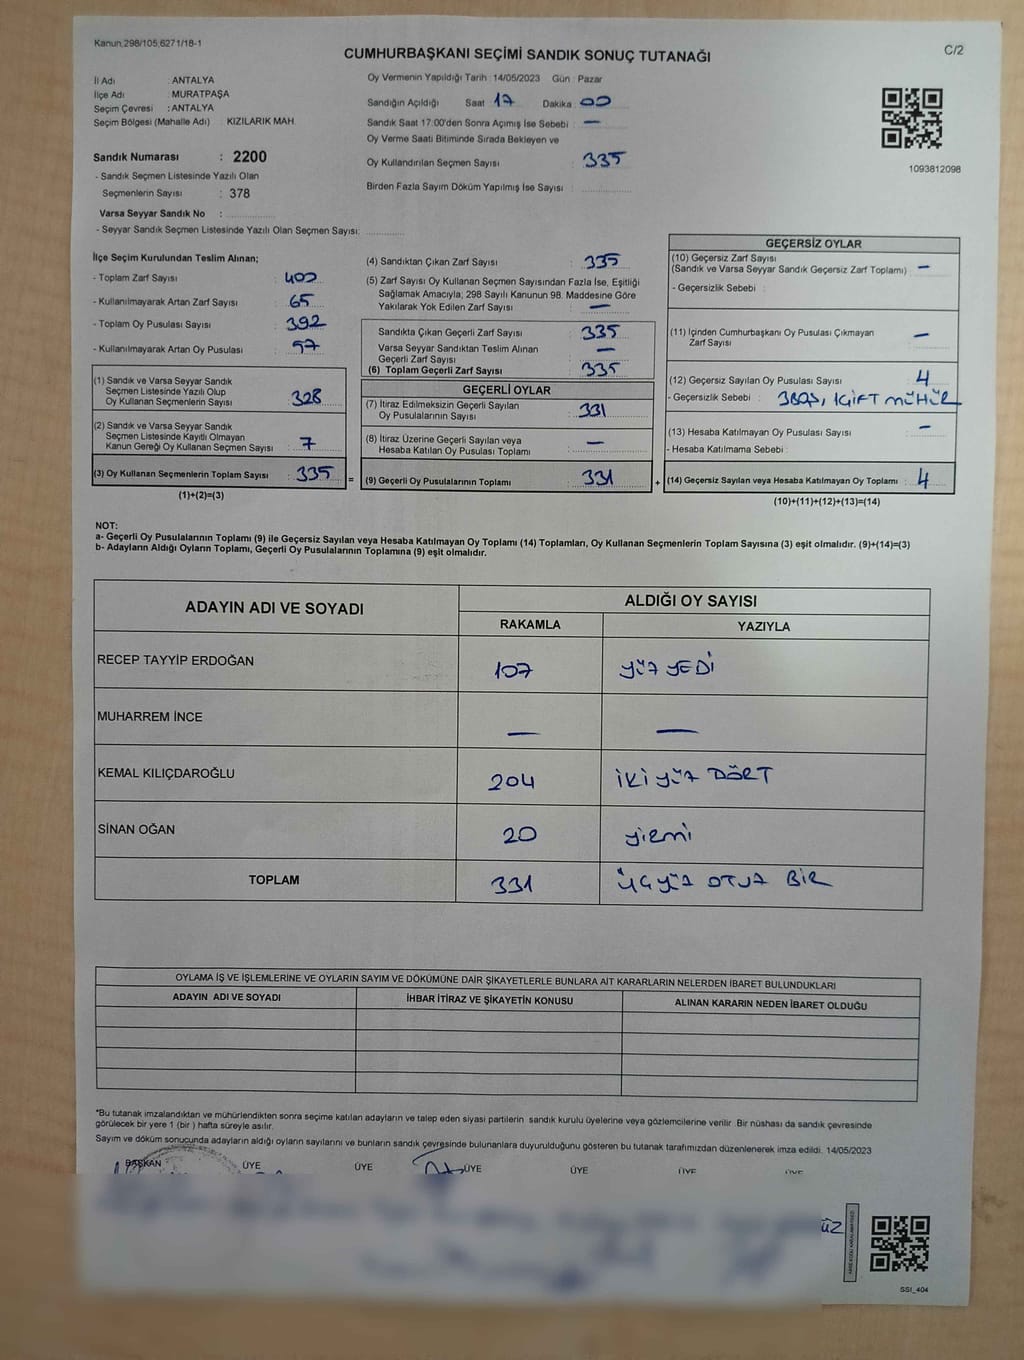 Kanun,298/105,6271/18-1
CUMHURBAŞKANI SEÇİMİ SANDIK SONUÇ TUTANAĞI
C/2
İl Adı : ANTALYA
İlçe Adı : MURATPAŞA
Seçim Çevresi : ANTALYA
Seçim Bölgesi (Mahalle Adı) : KIZILARIK MAH.
Sandık Numarası : 2200
- Sandık Seçmen Listesinde Yazılı Olan
Seçmenlerin Sayısı : 378
Varsa Seyyar Sandık No :
- Seyyar Sandık Seçmen Listesinde Yazılı Olan Seçmen Sayısı:
Oy Vermenin Yapıldığı Tarih : 14/05/2023 Gün : Pazar
Sandığın Açıldığı Saat 17 Dakika : 00
Sandık Saat 17:00'den Sonra Açımış İse Sebebi : —
Oy Verme Saati Bitiminde Sırada Bekleyen ve
Oy Kullandırılan Seçmen Sayısı : 335
Birden Fazla Sayım Döküm Yapılmış İse Sayısı :
1093812098
İlçe Seçim Kurulundan Teslim Alınan;
- Toplam Zarf Sayısı : 400
- Kullanılmayarak Artan Zarf Sayısı : 65
- Toplam Oy Pusulası Sayısı : 392
- Kullanılmayarak Artan Oy Pusulası : 57
(1) Sandık ve Varsa Seyyar Sandık
Seçmen Listesinde Yazılı Olup
Oy Kullanan Seçmenlerin Sayısı : 328
(2) Sandık ve Varsa Seyyar Sandık
Seçmen Listesinde Kayıtlı Olmayan
Kanun Gereği Oy Kullanan Seçmen Sayısı : 7
(3) Oy Kullanan Seçmenlerin Toplam Sayısı : 335 =
(1)+(2)=(3)
(4) Sandıktan Çıkan Zarf Sayısı : 335
(5) Zarf Sayısı Oy Kullanan Seçmen Sayısından Fazla İse, Eşitliği
Sağlamak Amacıyla; 298 Sayılı Kanunun 98. Maddesine Göre
Yakılarak Yok Edilen Zarf Sayısı : —
Sandıkta Çıkan Geçerli Zarf Sayısı : 335
Varsa Seyyar Sandıktan Teslim Alınan
Geçerli Zarf Sayısı : —
(6) Toplam Geçerli Zarf Sayısı : 335
GEÇERLİ OYLAR
(7) İtiraz Edilmeksizin Geçerli Sayılan
Oy Pusulalarının Sayısı : 331
(8) İtiraz Üzerine Geçerli Sayılan veya
Hesaba Katılan Oy Pusulası Toplamı : —
(9) Geçerli Oy Pusulalarının Toplamı : 331 +
GEÇERSİZ OYLAR
(10) Geçersiz Zarf Sayısı
(Sandık ve Varsa Seyyar Sandık Geçersiz Zarf Toplamı) : —
- Geçersizlik Sebebi :
(11) İçinden Cumhurbaşkanı Oy Pusulası Çıkmayan
Zarf Sayısı : —
(12) Geçersiz Sayılan Oy Pusulası Sayısı : 4
- Geçersizlik Sebebi : 3BOŞ, 1ÇİFT MÜHÜR
(13) Hesaba Katılmayan Oy Pusulası Sayısı : —
- Hesaba Katılmama Sebebi :
(14) Geçersiz Sayılan veya Hesaba Katılmayan Oy Toplamı : 4
(10)+(11)+(12)+(13)=(14)
NOT:
a- Geçerli Oy Pusulalarının Toplamı (9) ile Geçersiz Sayılan veya Hesaba Katılmayan Oy Toplamı (14) Toplamları, Oy Kullanan Seçmenlerin Toplam Sayısına (3) eşit olmalıdır. (9)+(14)=(3)
b- Adayların Aldığı Oyların Toplamı, Geçerli Oy Pusulalarının Toplamına (9) eşit olmalıdır.
ADAYIN ADI VE SOYADI
ALDIĞI OY SAYISI
RAKAMLA YAZIYLA
RECEP TAYYİP ERDOĞAN 107 YÜZ YEDİ
MUHARREM İNCE — —
KEMAL KILIÇDAROĞLU 204 İKİ YÜZ DÖRT
SİNAN OĞAN 20 yirmi
TOPLAM 331 ÜÇ YÜZ OTUZ BİR
OYLAMA İŞ VE İŞLEMLERİNE VE OYLARIN SAYIM VE DÖKÜMÜNE DAİR ŞİKAYETLERLE BUNLARA AİT KARARLARIN NELERDEN İBARET BULUNDUKLARI
ADAYIN ADI VE SOYADI İHBAR İTİRAZ VE ŞİKAYETİN KONUSU ALINAN KARARIN NEDEN İBARET OLDUĞU
*Bu tutanak imzalandıktan ve mühürlendikten sonra seçime katılan adayların ve talep eden siyasi partilerin sandık kurulu üyelerine veya gözlemcilerine verilir. Bir nüshası da sandık çevresinde
görülecek bir yere 1 (bir ) hafta süreyle asılır.
Sayım ve döküm sonucunda adayların aldığı oyların sayılarını ve bunların sandık çevresinde bulunanlara duyurulduğunu gösteren bu tutanak tarafımızdan düzenlenerek imza edildi. 14/05/2023
BAŞKAN ÜYE ÜYE ÜYE ÜYE ÜYE ÜYE
ÜZ
SSI_404